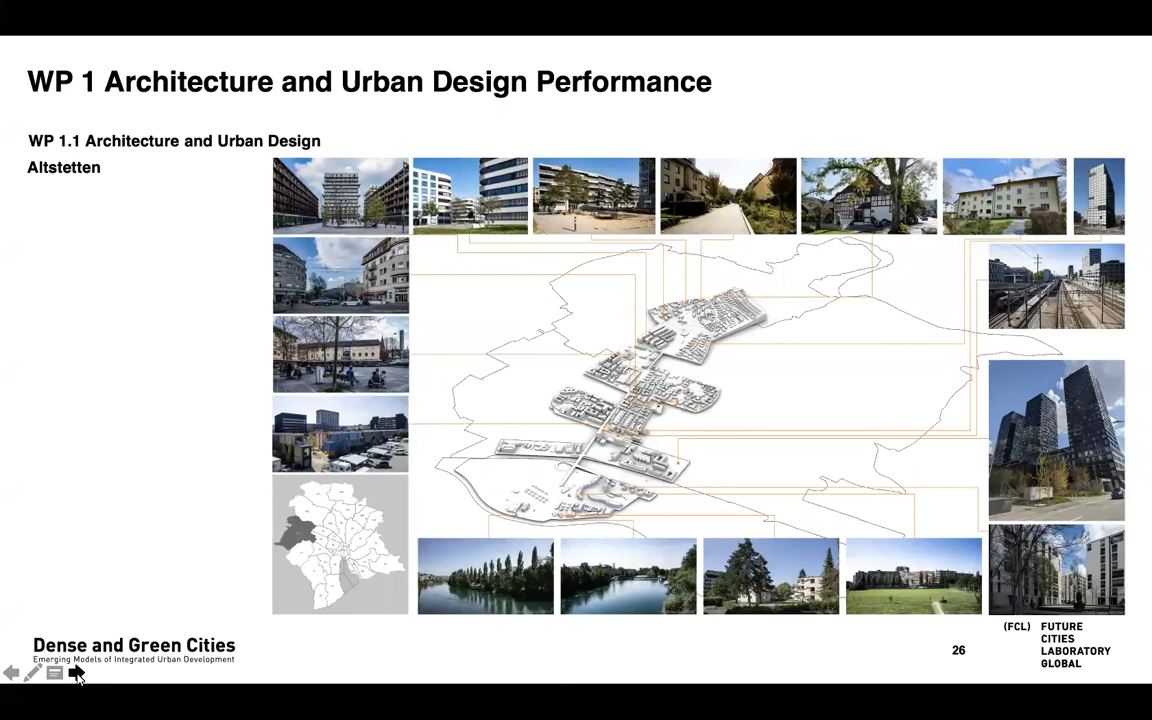 WP 1 Architecture and Urban Design Performance
WP 1.1 Architecture and Urban Design
Altstetten
Dense and Green Cities
Emerging Models of Integrated Urban Development
26
(FCL) FUTURE
CITIES
LABORATORY
GLOBAL